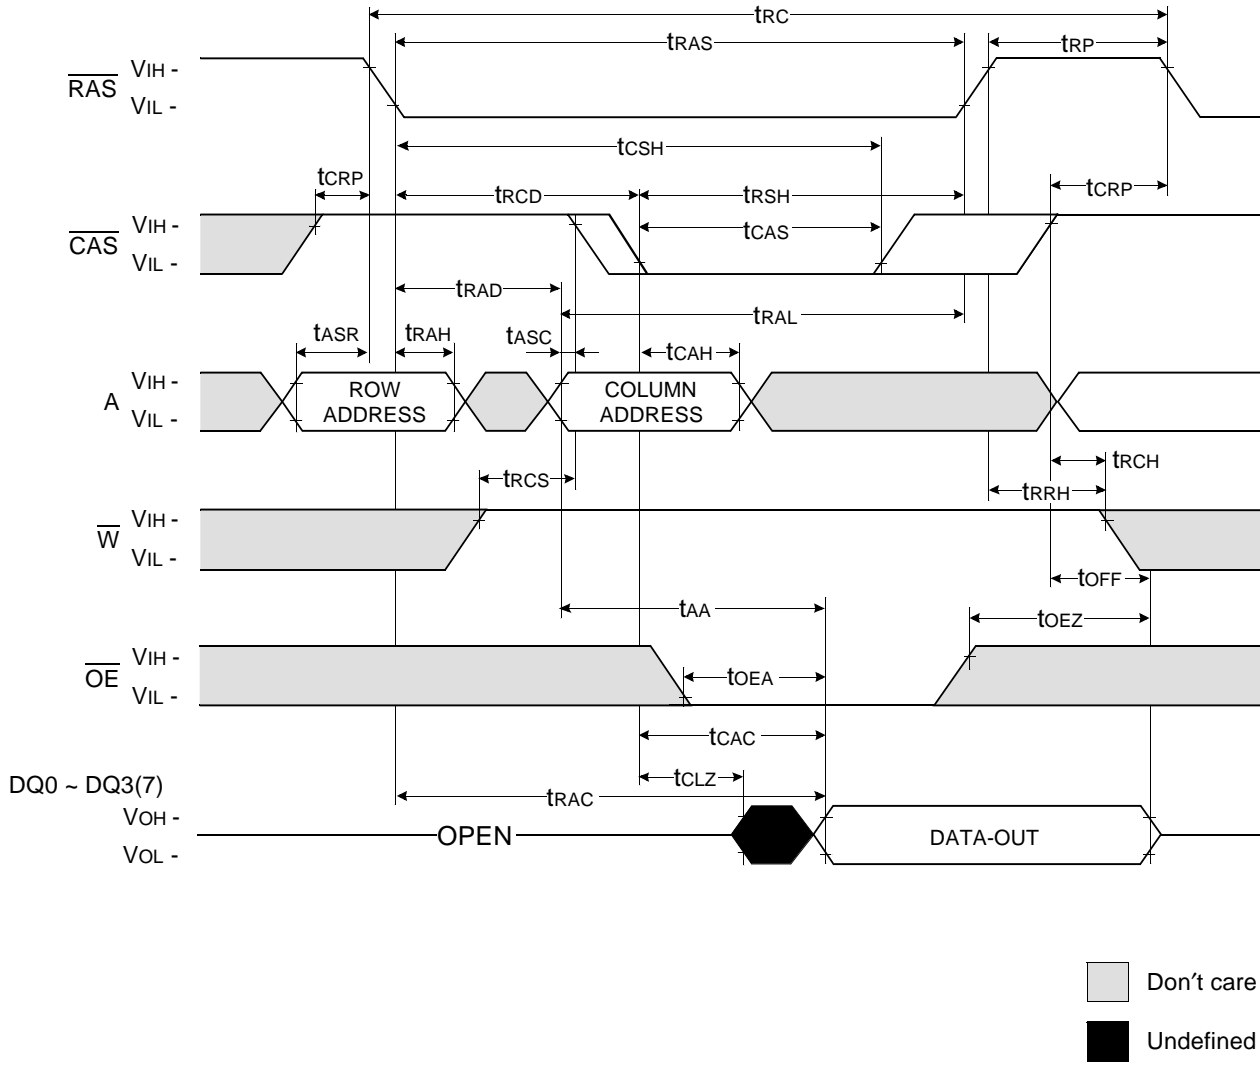 tRC
tRAS
tRP
RAS
VIH -
VIL -
tCSH
tCRP
tRCD
tRSH
tCRP
CAS
VIH -
VIL -
tCAS
tRAD
tRAL
tASR
tRAH
tASC
tCAH
A
VIH -
VIL -
ROW
ADDRESS
COLUMN
ADDRESS
tRCH
tRCS
tRRH
W
VIH -
VIL -
tOFF
tAA
tOEZ
OE
VIH -
VIL -
tOEA
tCAC
tCLZ
DQ0 ~ DQ3(7)
tRAC
VOH -
VOL -
OPEN
DATA-OUT
Don′t care
Undefined